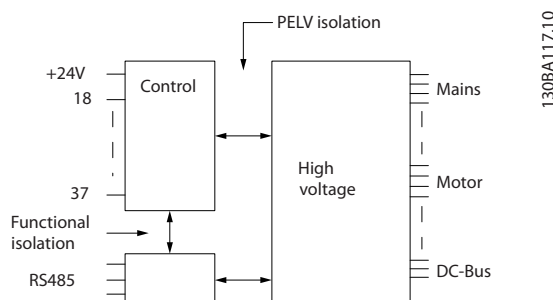 PELV isolation
+24V
18
Control
Mains
High
voltage
37
Motor
Functional
isolation
RS485
DC-Bus
130BA117.10